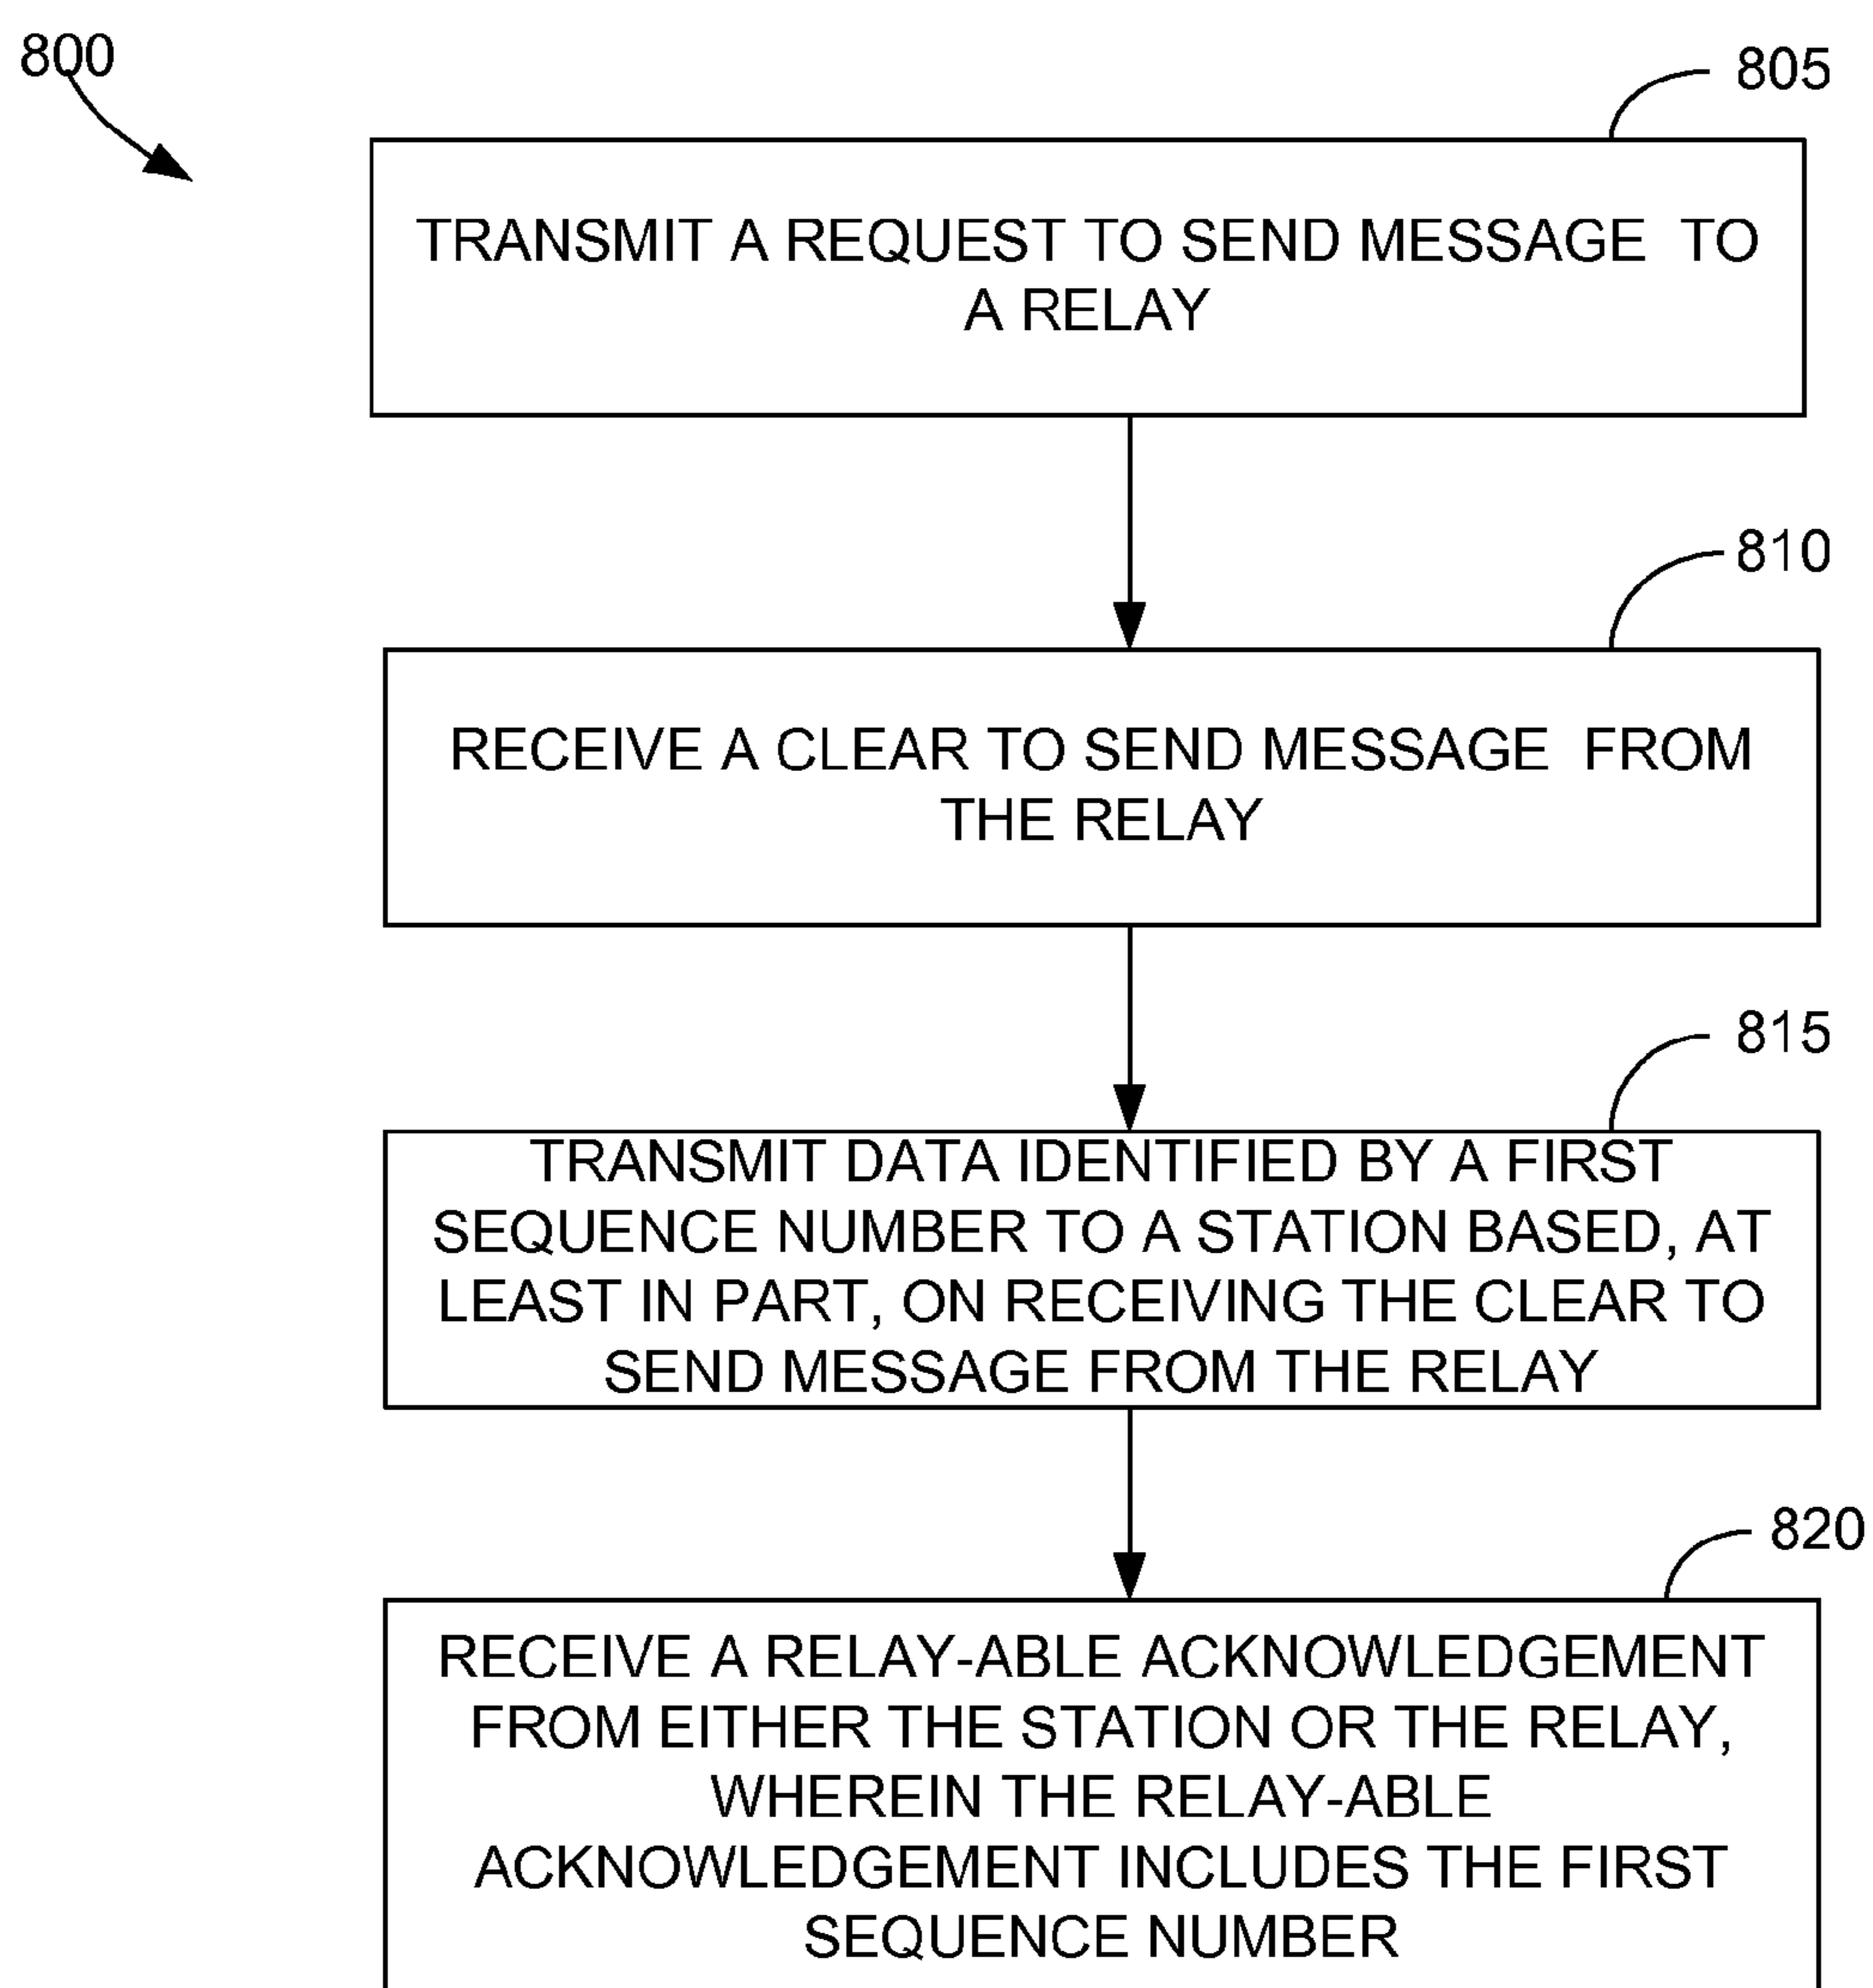 800
805
TRANSMIT A REQUEST TO SEND MESSAGE TO
A RELAY
810
RECEIVE A CLEAR TO SEND MESSAGE FROM
THE RELAY
815
TRANSMIT DATA IDENTIFIED BY A FIRST
SEQUENCE NUMBER TO A STATION BASED, AT
LEAST IN PART, ON RECEIVING THE CLEAR TO
SEND MESSAGE FROM THE RELAY
820
RECEIVE A RELAY-ABLE ACKNOWLEDGEMENT
FROM EITHER THE STATION OR THE RELAY,
WHEREIN THE RELAY-ABLE
ACKNOWLEDGEMENT INCLUDES THE FIRST
SEQUENCE NUMBER